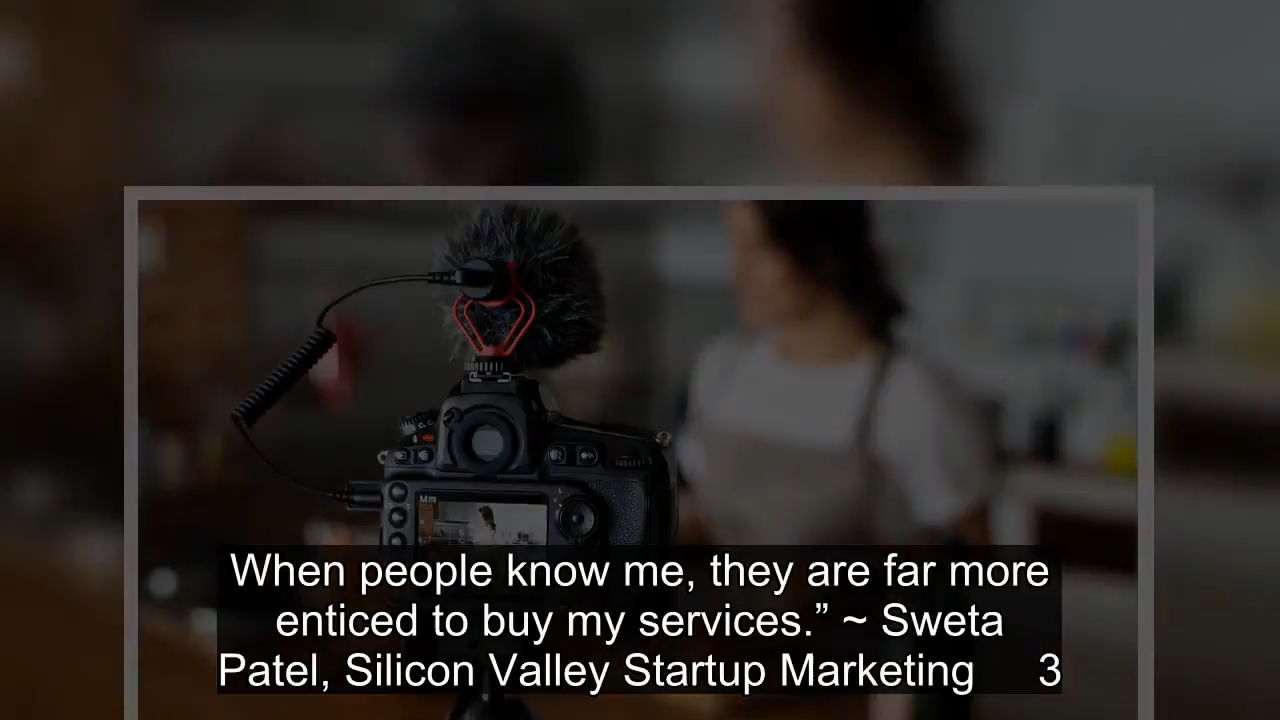 When people know me, they are far more
enticed to buy my services.” ~ Sweta
Patel, Silicon Valley Startup Marketing 3